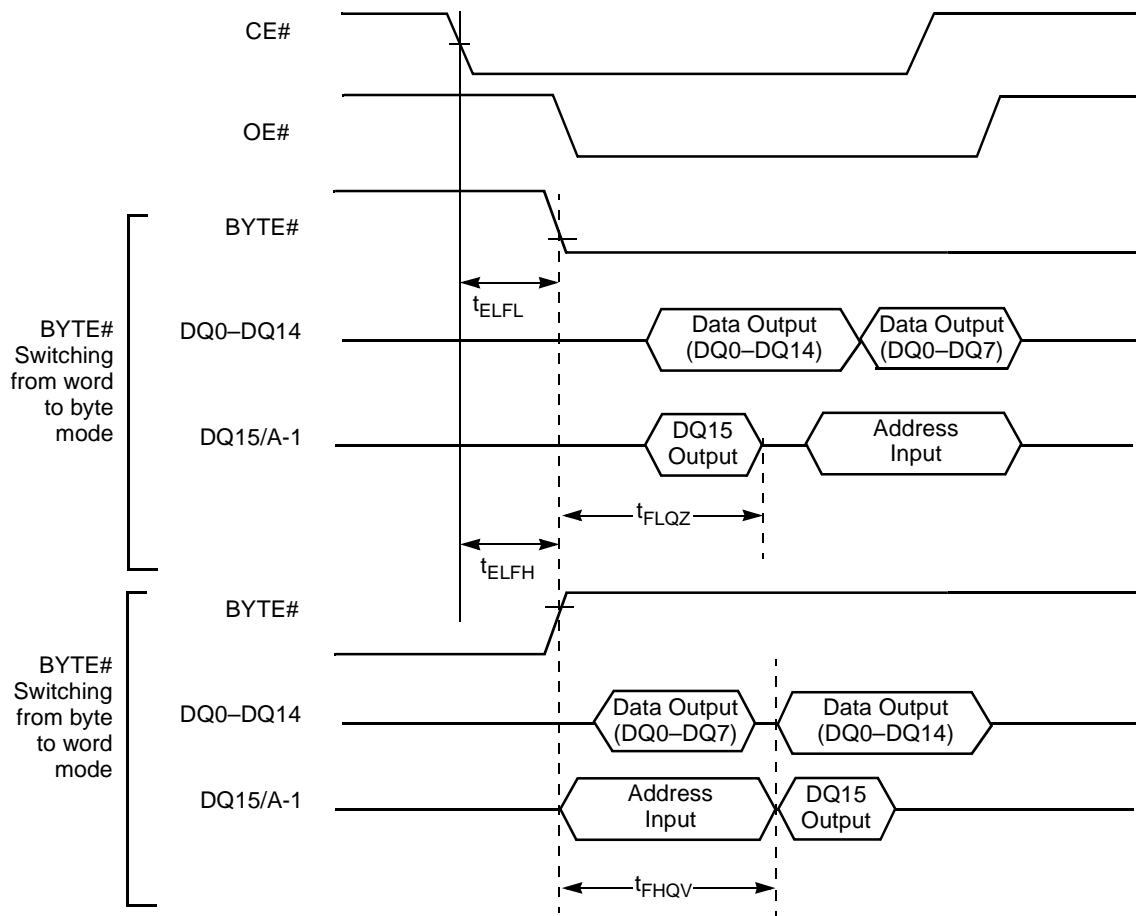 CE#
OE#
BYTE#
Switching
from word
to byte
mode
BYTE#
tELFL
DQ0–DQ14
Data Output
(DQ0–DQ14)
Data Output
(DQ0–DQ7)
DQ15/A-1
DQ15
Output
Address
Input
tFLQZ
tELFH
BYTE#
Switching
from byte
to word
mode
BYTE#
DQ0–DQ14
Data Output
(DQ0–DQ7)
Data Output
(DQ0–DQ14)
DQ15/A-1
Address
Input
DQ15
Output
tFHQV